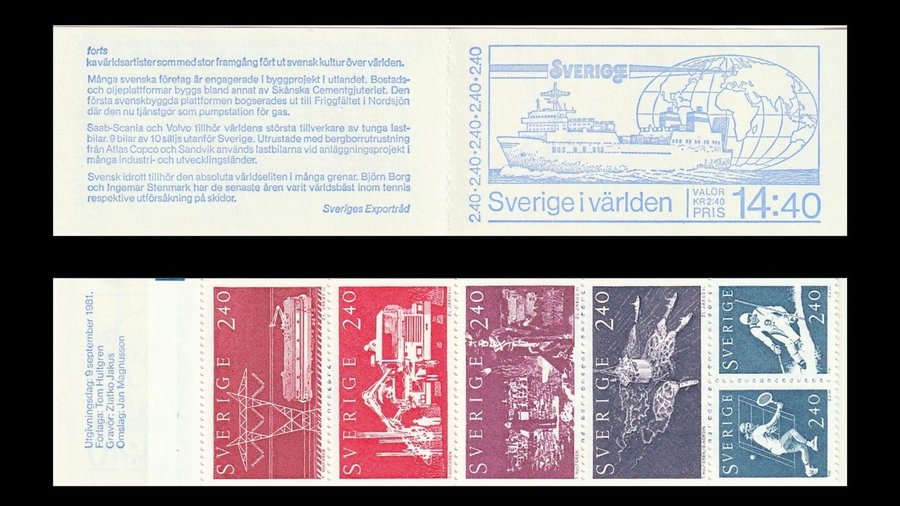 forts
ka världsartister som med stor framgång fört ut svensk kultur över världen.
Många svenska företag är engagerade i byggprojekt i utlandet. Bostads-
och oljeplattformar byggs bland annat av Skånska Cementgjuteriet. Den
första svenskbyggda plattformen bogserades ut till Friggfältet i Nordsjön
där den nu tjänstgör som pumpstation för gas.
Saab-Scania och Volvo tillhör världens största tillverkare av tunga last-
bilar. 9 bilar av 10 säljs utanför Sverige. Utrustade med bergborrutrustning
från Atlas Copco och Sandvik används lastbilarna vid anläggningsprojekt i
många industri- och utvecklingsländer.
Svensk idrott tillhör den absoluta världseliten i många grenar. Björn Borg
och Ingemar Stenmark har de senaste åren varit världsbäst inom tennis
respektive utförsåkning på skidor.
Sveriges Exportråd
2.40 · 2.40 · 2.40 · 2.40 · 2.40 · 2.40
SVERIGE
Sverige i världen
VALÖR
KR 2:40
PRIS
14:40
Utgivningsdag: 9 september 1981.
Förlaga: Tom Hultgren
Gravör: Zlatko Jakus
Omslag: Jan Magnusson
SVERIGE 2.40
SVERIGE 2.40
SVERIGE 2.40
SVERIGE 2.40
SVERIGE 2.40
SVERIGE 2.40